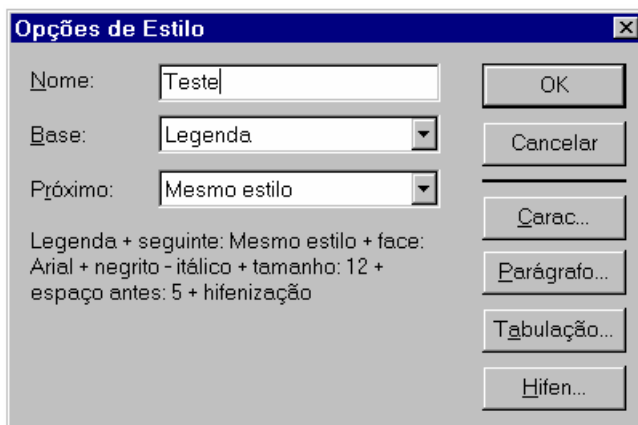 Opções de Estilo
Nome: Teste
OK
Base: Legenda
Cancelar
Próximo: Mesmo estilo
Carac...
Legenda + seguinte: Mesmo estilo + face:
Arial + negrito - itálico + tamanho: 12 +
espaço antes: 5 + hifenização
Parágrafo...
Tabulação...
Hifen...